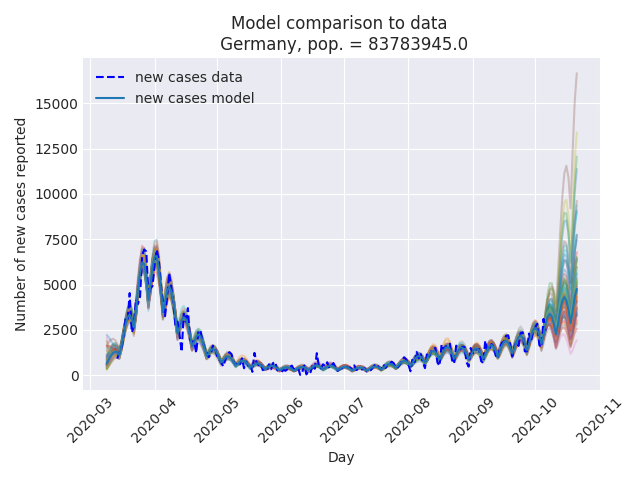 Model comparison to data
Germany, pop. = 83783945.0
new cases data
new cases model
Number of new cases reported
15000
12500
10000
7500
5000
2500
0
2020-03
2020-04
2020-05
2020-06
2020-07
2020-08
2020-09
2020-10
2020-11
Day